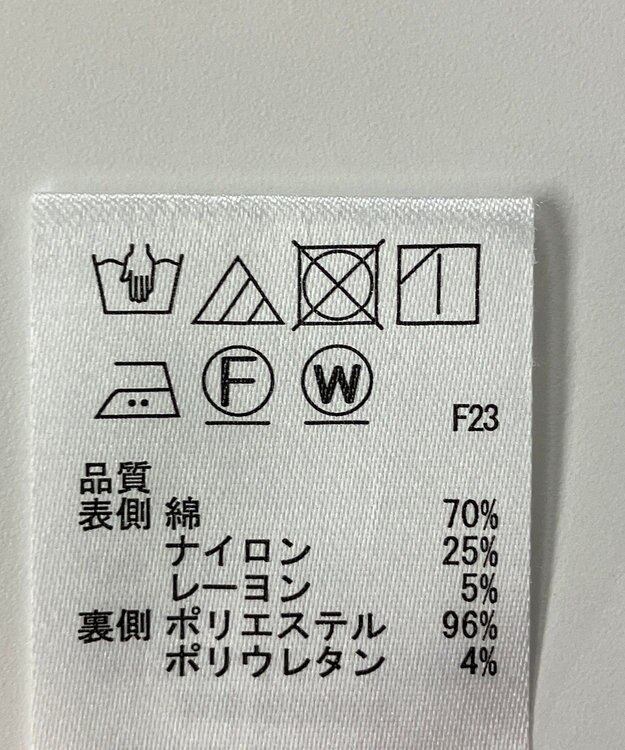 F W F23
品質
表側 綿 70%
ナイロン 25%
レーヨン 5%
裏側 ポリエステル 96%
ポリウレタン 4%